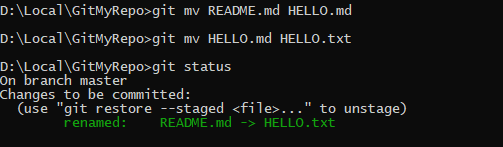 D:\Local\GitMyRepo>git mv README.md HELLO.md
D:\Local\GitMyRepo>git mv HELLO.md HELLO.txt
D:\Local\GitMyRepo>git status
On branch master
Changes to be committed:
  (use "git restore --staged <file>..." to unstage)
        renamed:    README.md -> HELLO.txt